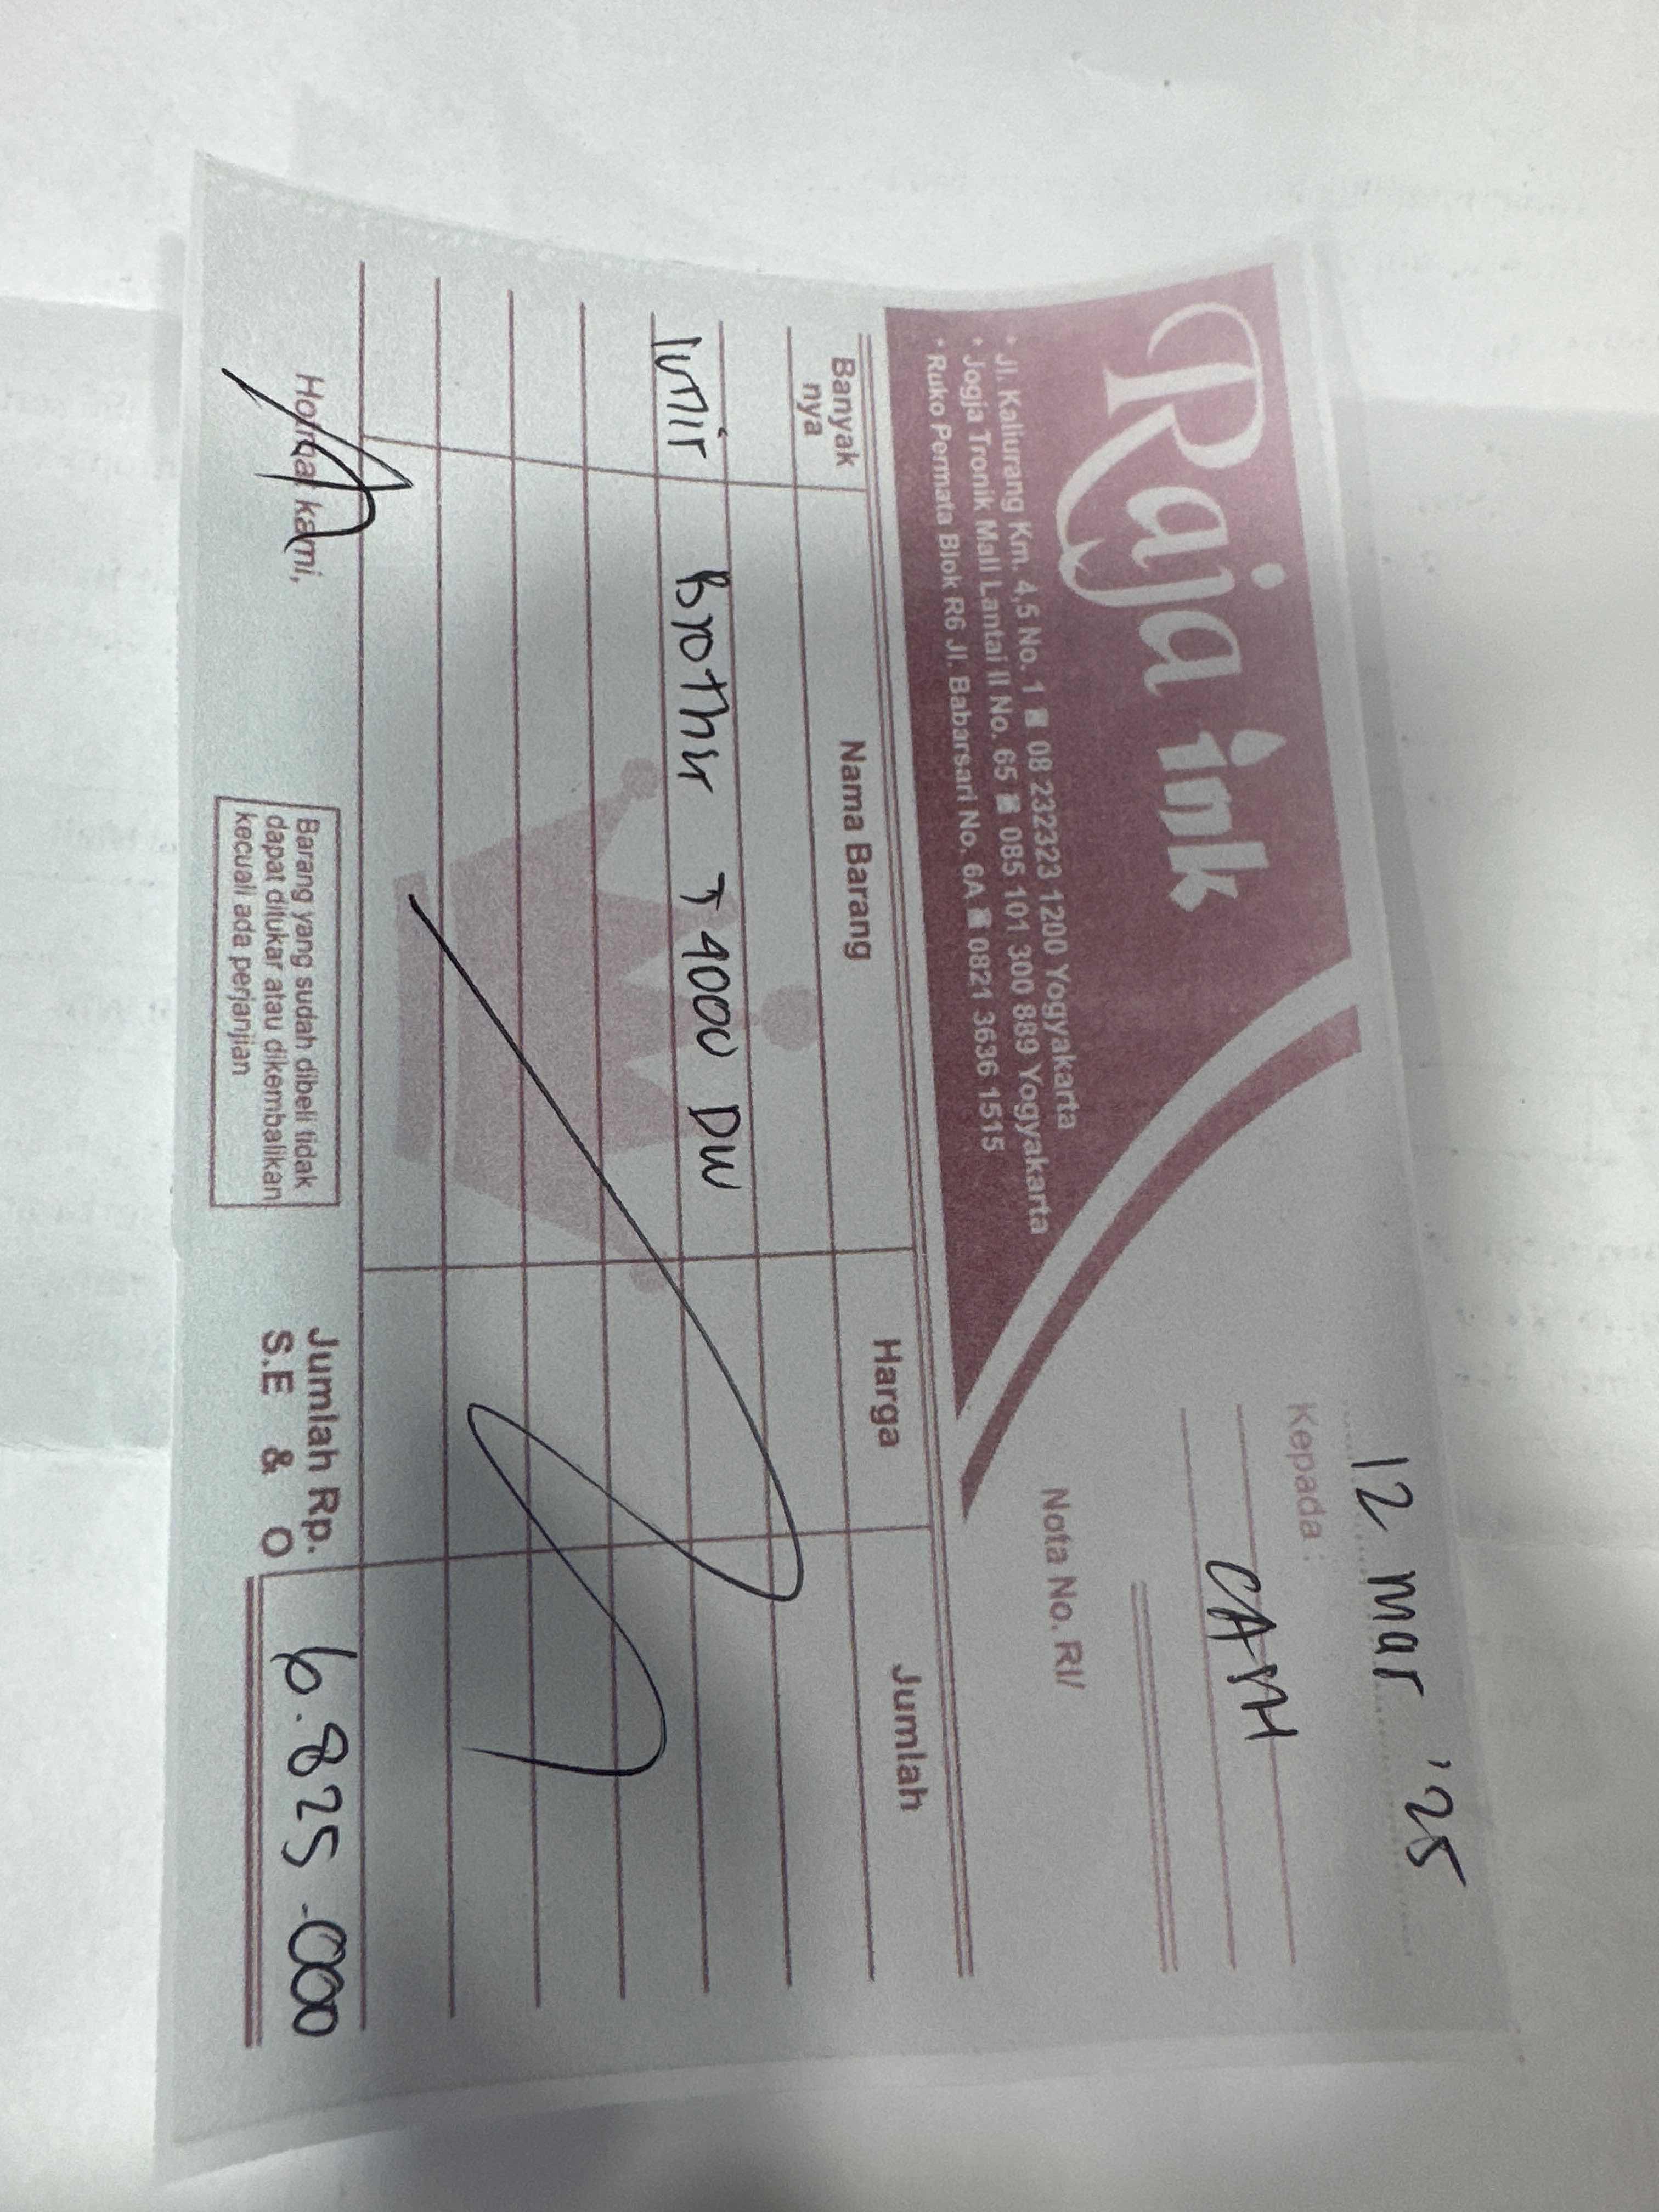 Raja ink
* Jl. Kaliurang Km. 4,5 No. 1 08 232323 1200 Yogyakarta
* Jogja Tronik Mall Lantai II No. 65 085 101 300 889 Yogyakarta
* Ruko Permata Blok R6 Jl. Babarsari No. 6A 0821 3636 1515
12 Mar '25
Kepada :
CASH
Nota No. RI/
Banyak nya Nama Barang Harga Jumlah
1 unit Brother T 4000 DW
Hormat kami,
Barang yang sudah dibeli tidak
dapat ditukar atau dikembalikan
kecuali ada perjanjian
Jumlah Rp. 6.825.000
S.E & O